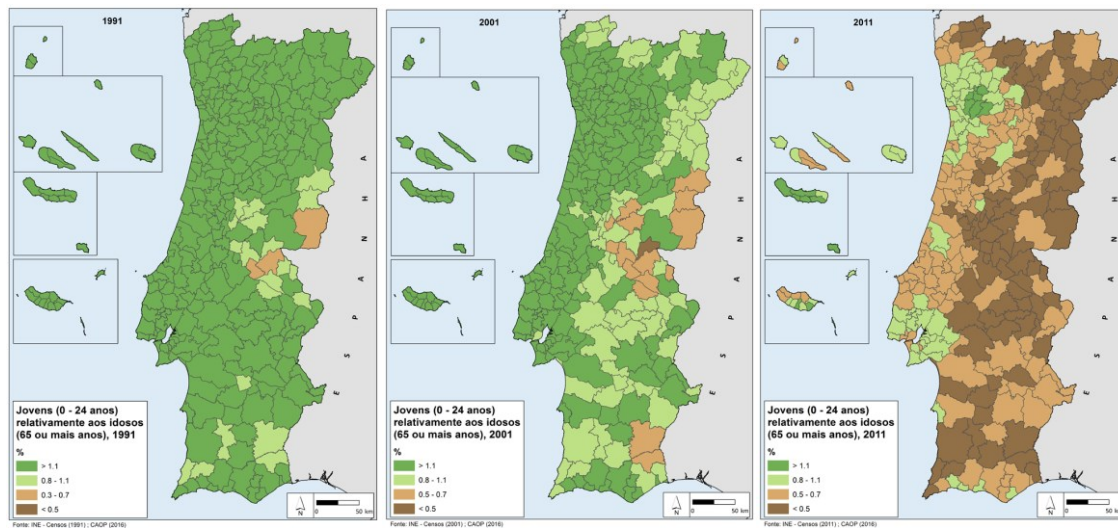 1991
E S P A N H A
Jovens (0 - 24 anos)
relativamente aos idosos
(65 ou mais anos), 1991
%
> 1.1
0.8 - 1.1
0.3 - 0.7
< 0.5
N
0 50 km
Fonte: INE - Censos (1991) ; CAOP (2016)
2001
E S P A N H A
Jovens (0 - 24 anos)
relativamente aos idosos
(65 ou mais anos), 2001
%
> 1.1
0.8 - 1.1
0.5 - 0.7
< 0.5
N
0 50 km
Fonte: INE - Censos (2001) ; CAOP (2016)
2011
E S P A N H A
Jovens (0 - 24 anos)
relativamente aos idosos
(65 ou mais anos), 2011
%
> 1.1
0.8 - 1.1
0.5 - 0.7
< 0.5
N
0 50 km
Fonte: INE - Censos (2011) ; CAOP (2016)